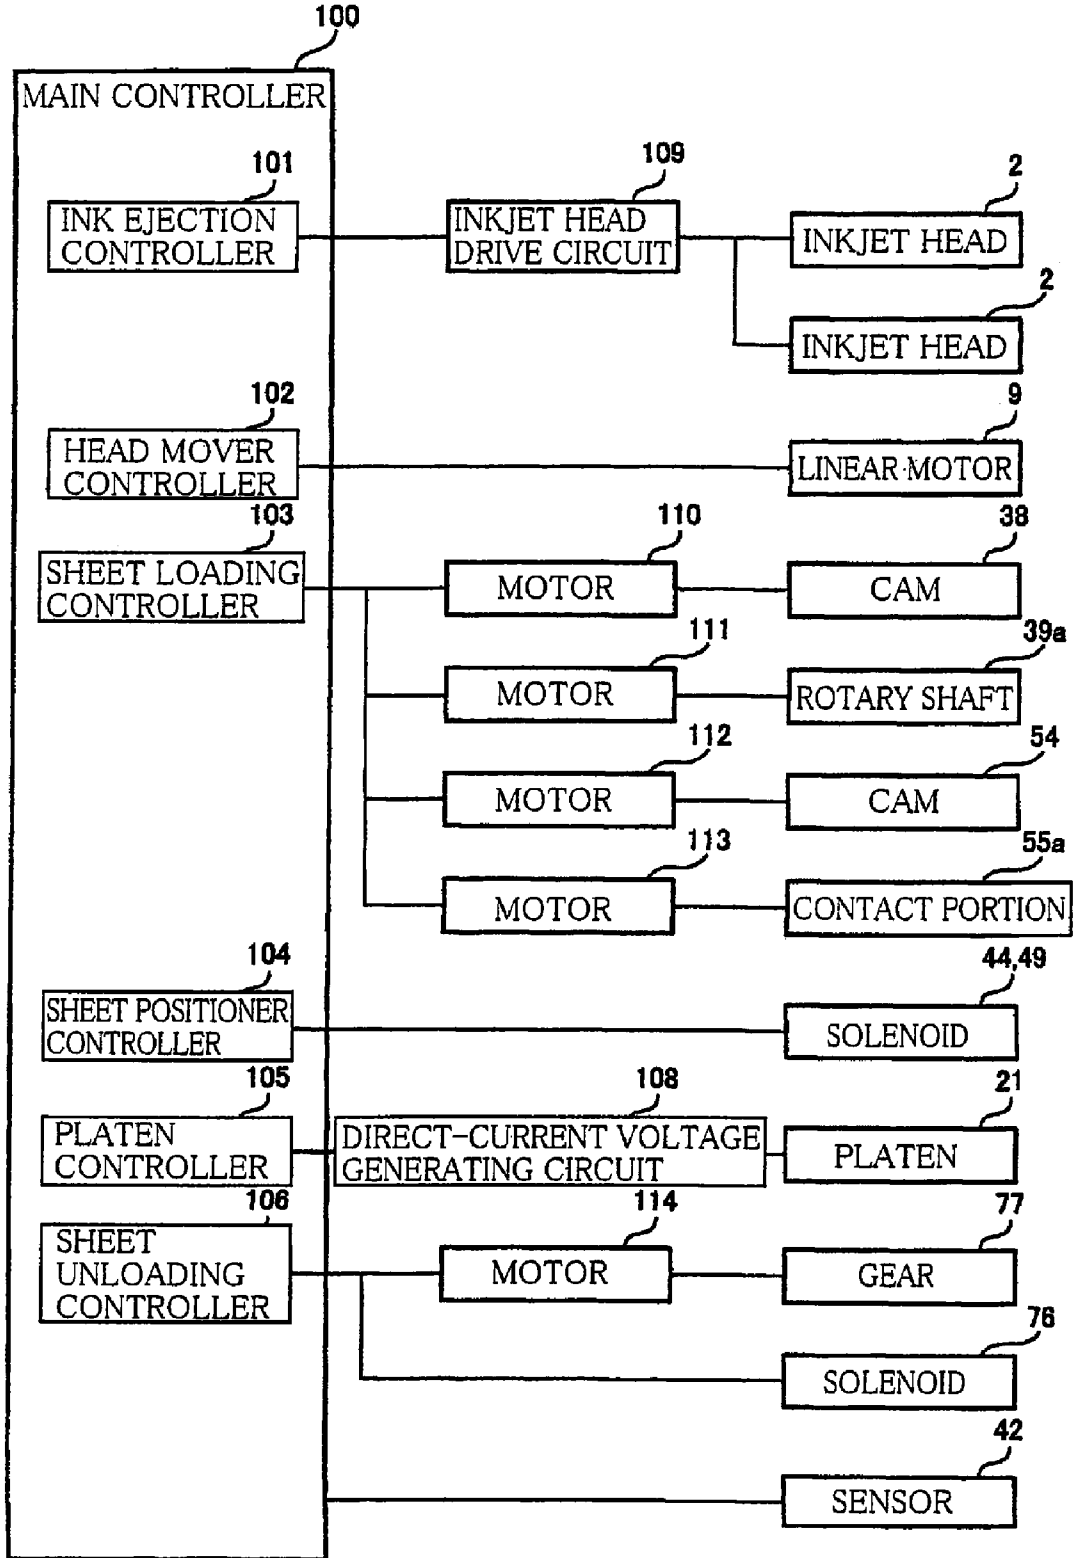 100
MAIN CONTROLLER
101
INK EJECTION
CONTROLLER
109
INKJET HEAD
DRIVE CIRCUIT
2
INKJET HEAD
2
INKJET HEAD
102
HEAD MOVER
CONTROLLER
9
LINEAR MOTOR
103
SHEET LOADING
CONTROLLER
110
MOTOR
38
CAM
111
MOTOR
39a
ROTARY SHAFT
112
MOTOR
54
CAM
113
MOTOR
55a
CONTACT PORTION
104
SHEET POSITIONER
CONTROLLER
44,49
SOLENOID
105
PLATEN
CONTROLLER
108
DIRECT-CURRENT VOLTAGE
GENERATING CIRCUIT
21
PLATEN
106
SHEET
UNLOADING
CONTROLLER
114
MOTOR
77
GEAR
76
SOLENOID
42
SENSOR